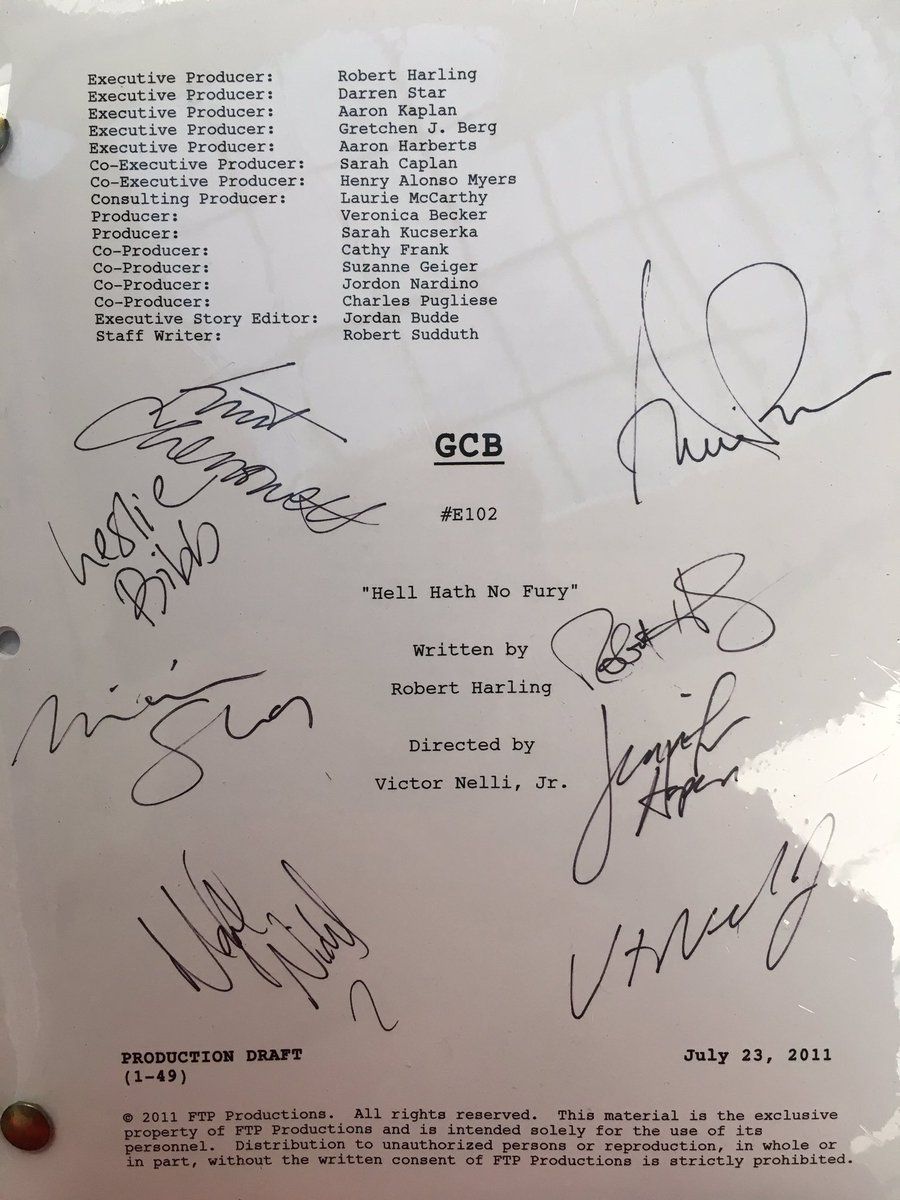 Executive Producer: Robert Harling
Executive Producer: Darren Star
Executive Producer: Aaron Kaplan
Executive Producer: Gretchen J. Berg
Executive Producer: Aaron Harberts
Co-Executive Producer: Sarah Caplan
Co-Executive Producer: Henry Alonso Myers
Consulting Producer: Laurie McCarthy
Producer: Veronica Becker
Producer: Sarah Kucserka
Co-Producer: Cathy Frank
Co-Producer: Suzanne Geiger
Co-Producer: Jordon Nardino
Co-Producer: Charles Pugliese
Executive Story Editor: Jordan Budde
Staff Writer: Robert Sudduth
GCB
#E102
Leslie
Bibb
"Hell Hath No Fury"
Written by
Robert Harling
Directed by
Victor Nelli, Jr.
Jennifer
PRODUCTION DRAFT July 23, 2011
(1-49)
© 2011 FTP Productions. All rights reserved. This material is the exclusive
property of FTP Productions and is intended solely for the use of its
personnel. Distribution to unauthorized persons or reproduction, in whole or
in part, without the written consent of FTP Productions is strictly prohibited.